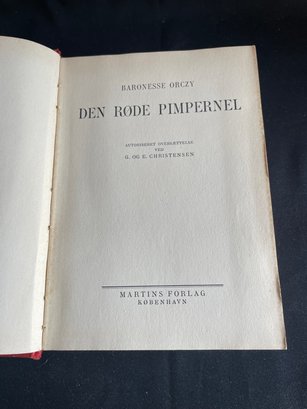 BARONESSE ORCZY
DEN RØDE PIMPERNEL
AUTORISERET OVERSÆTTELSE
VED
G. OG E. CHRISTENSEN
MARTINS FORLAG
KØBENHAVN